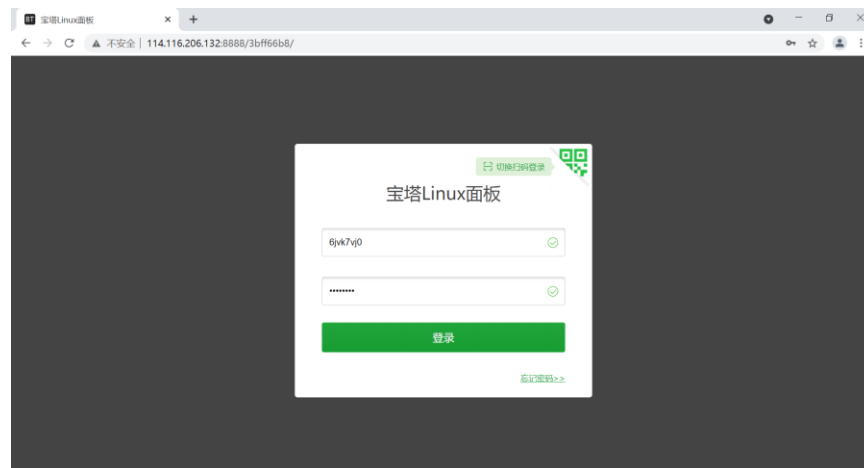 BT 宝塔Linux面板
不安全 | 114.116.206.132:8888/3bff66b8/
切换扫码登录
宝塔Linux面板
6jvk7vj0
••••••••
登录
忘记密码>>